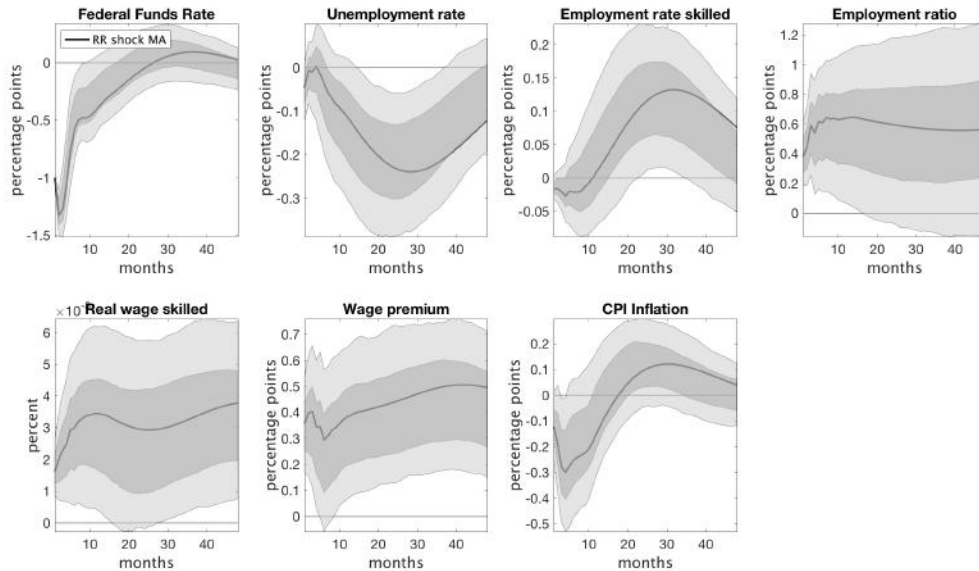 Federal Funds Rate
RR shock MA
percentage points
0
-0.5
-1
-1.5
10 20 30 40
months
Unemployment rate
percentage points
0
-0.1
-0.2
-0.3
10 20 30 40
months
Employment rate skilled
percentage points
0.2
0.15
0.1
0.05
0
-0.05
10 20 30 40
months
Employment ratio
percentage points
1.2
1
0.8
0.6
0.4
0.2
0
10 20 30 40
months
Real wage skilled
percent
6
5
4
3
2
1
0
10 20 30 40
months
Wage premium
percentage points
0.7
0.6
0.5
0.4
0.3
0.2
0.1
0
10 20 30 40
months
CPI Inflation
percentage points
0.2
0.1
0
-0.1
-0.2
-0.3
-0.4
-0.5
10 20 30 40
months